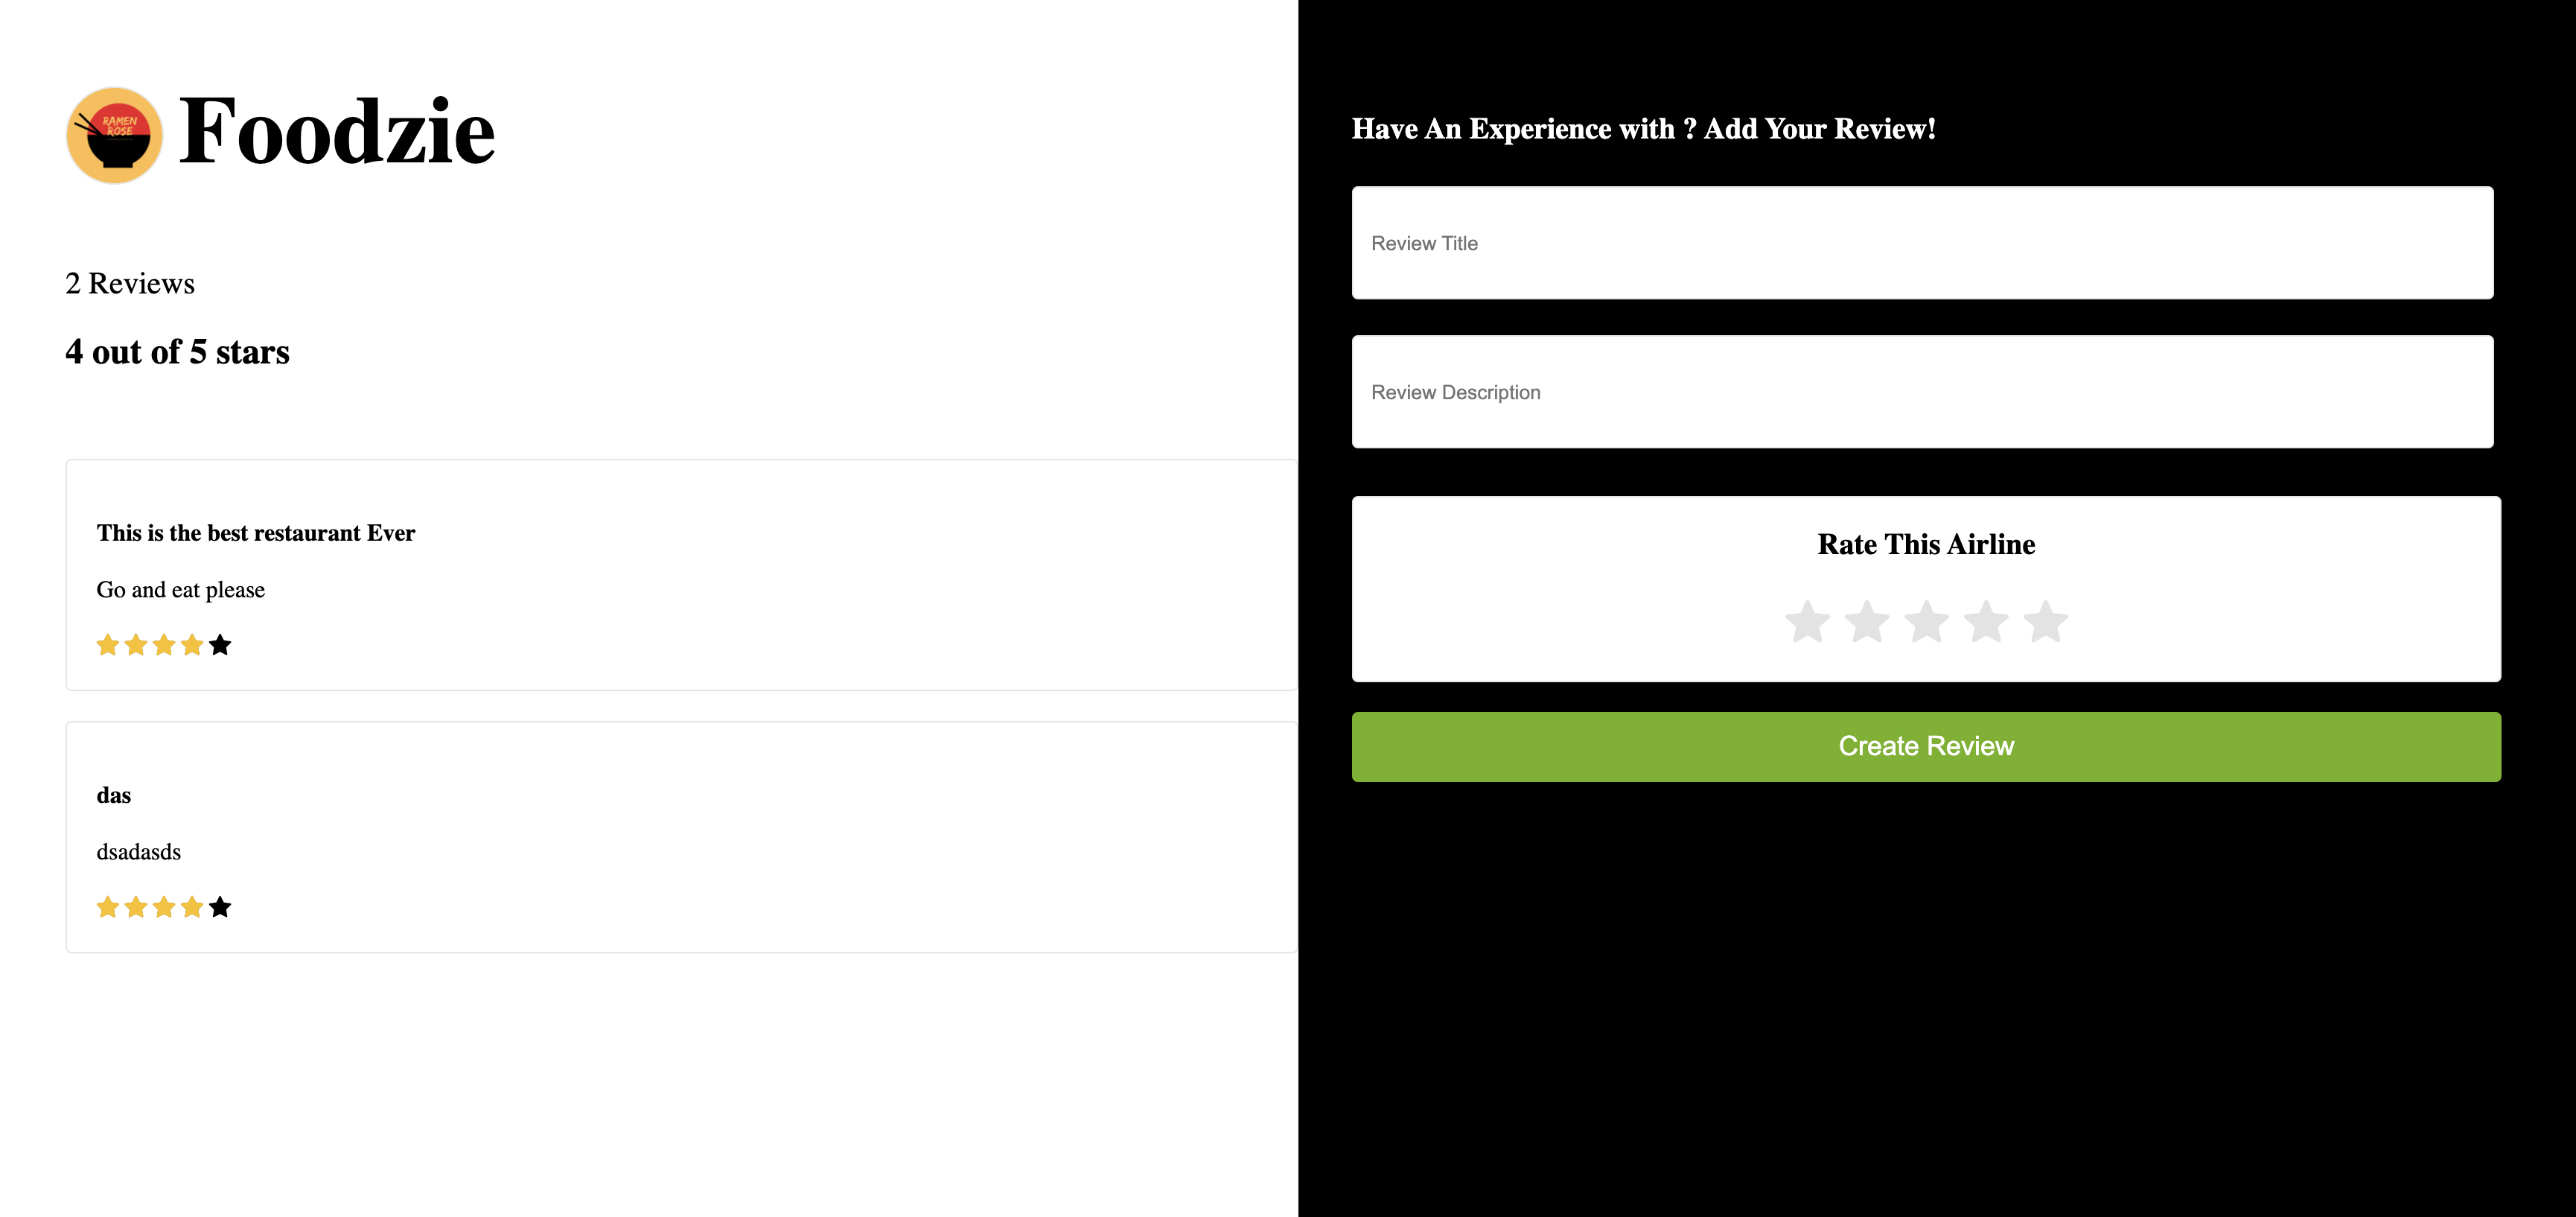 RAMEN
ROSE
Foodzie
2 Reviews
4 out of 5 stars
This is the best restaurant Ever
Go and eat please
das
dsadasds
Have An Experience with ? Add Your Review!
Review Title
Review Description
Rate This Airline
Create Review